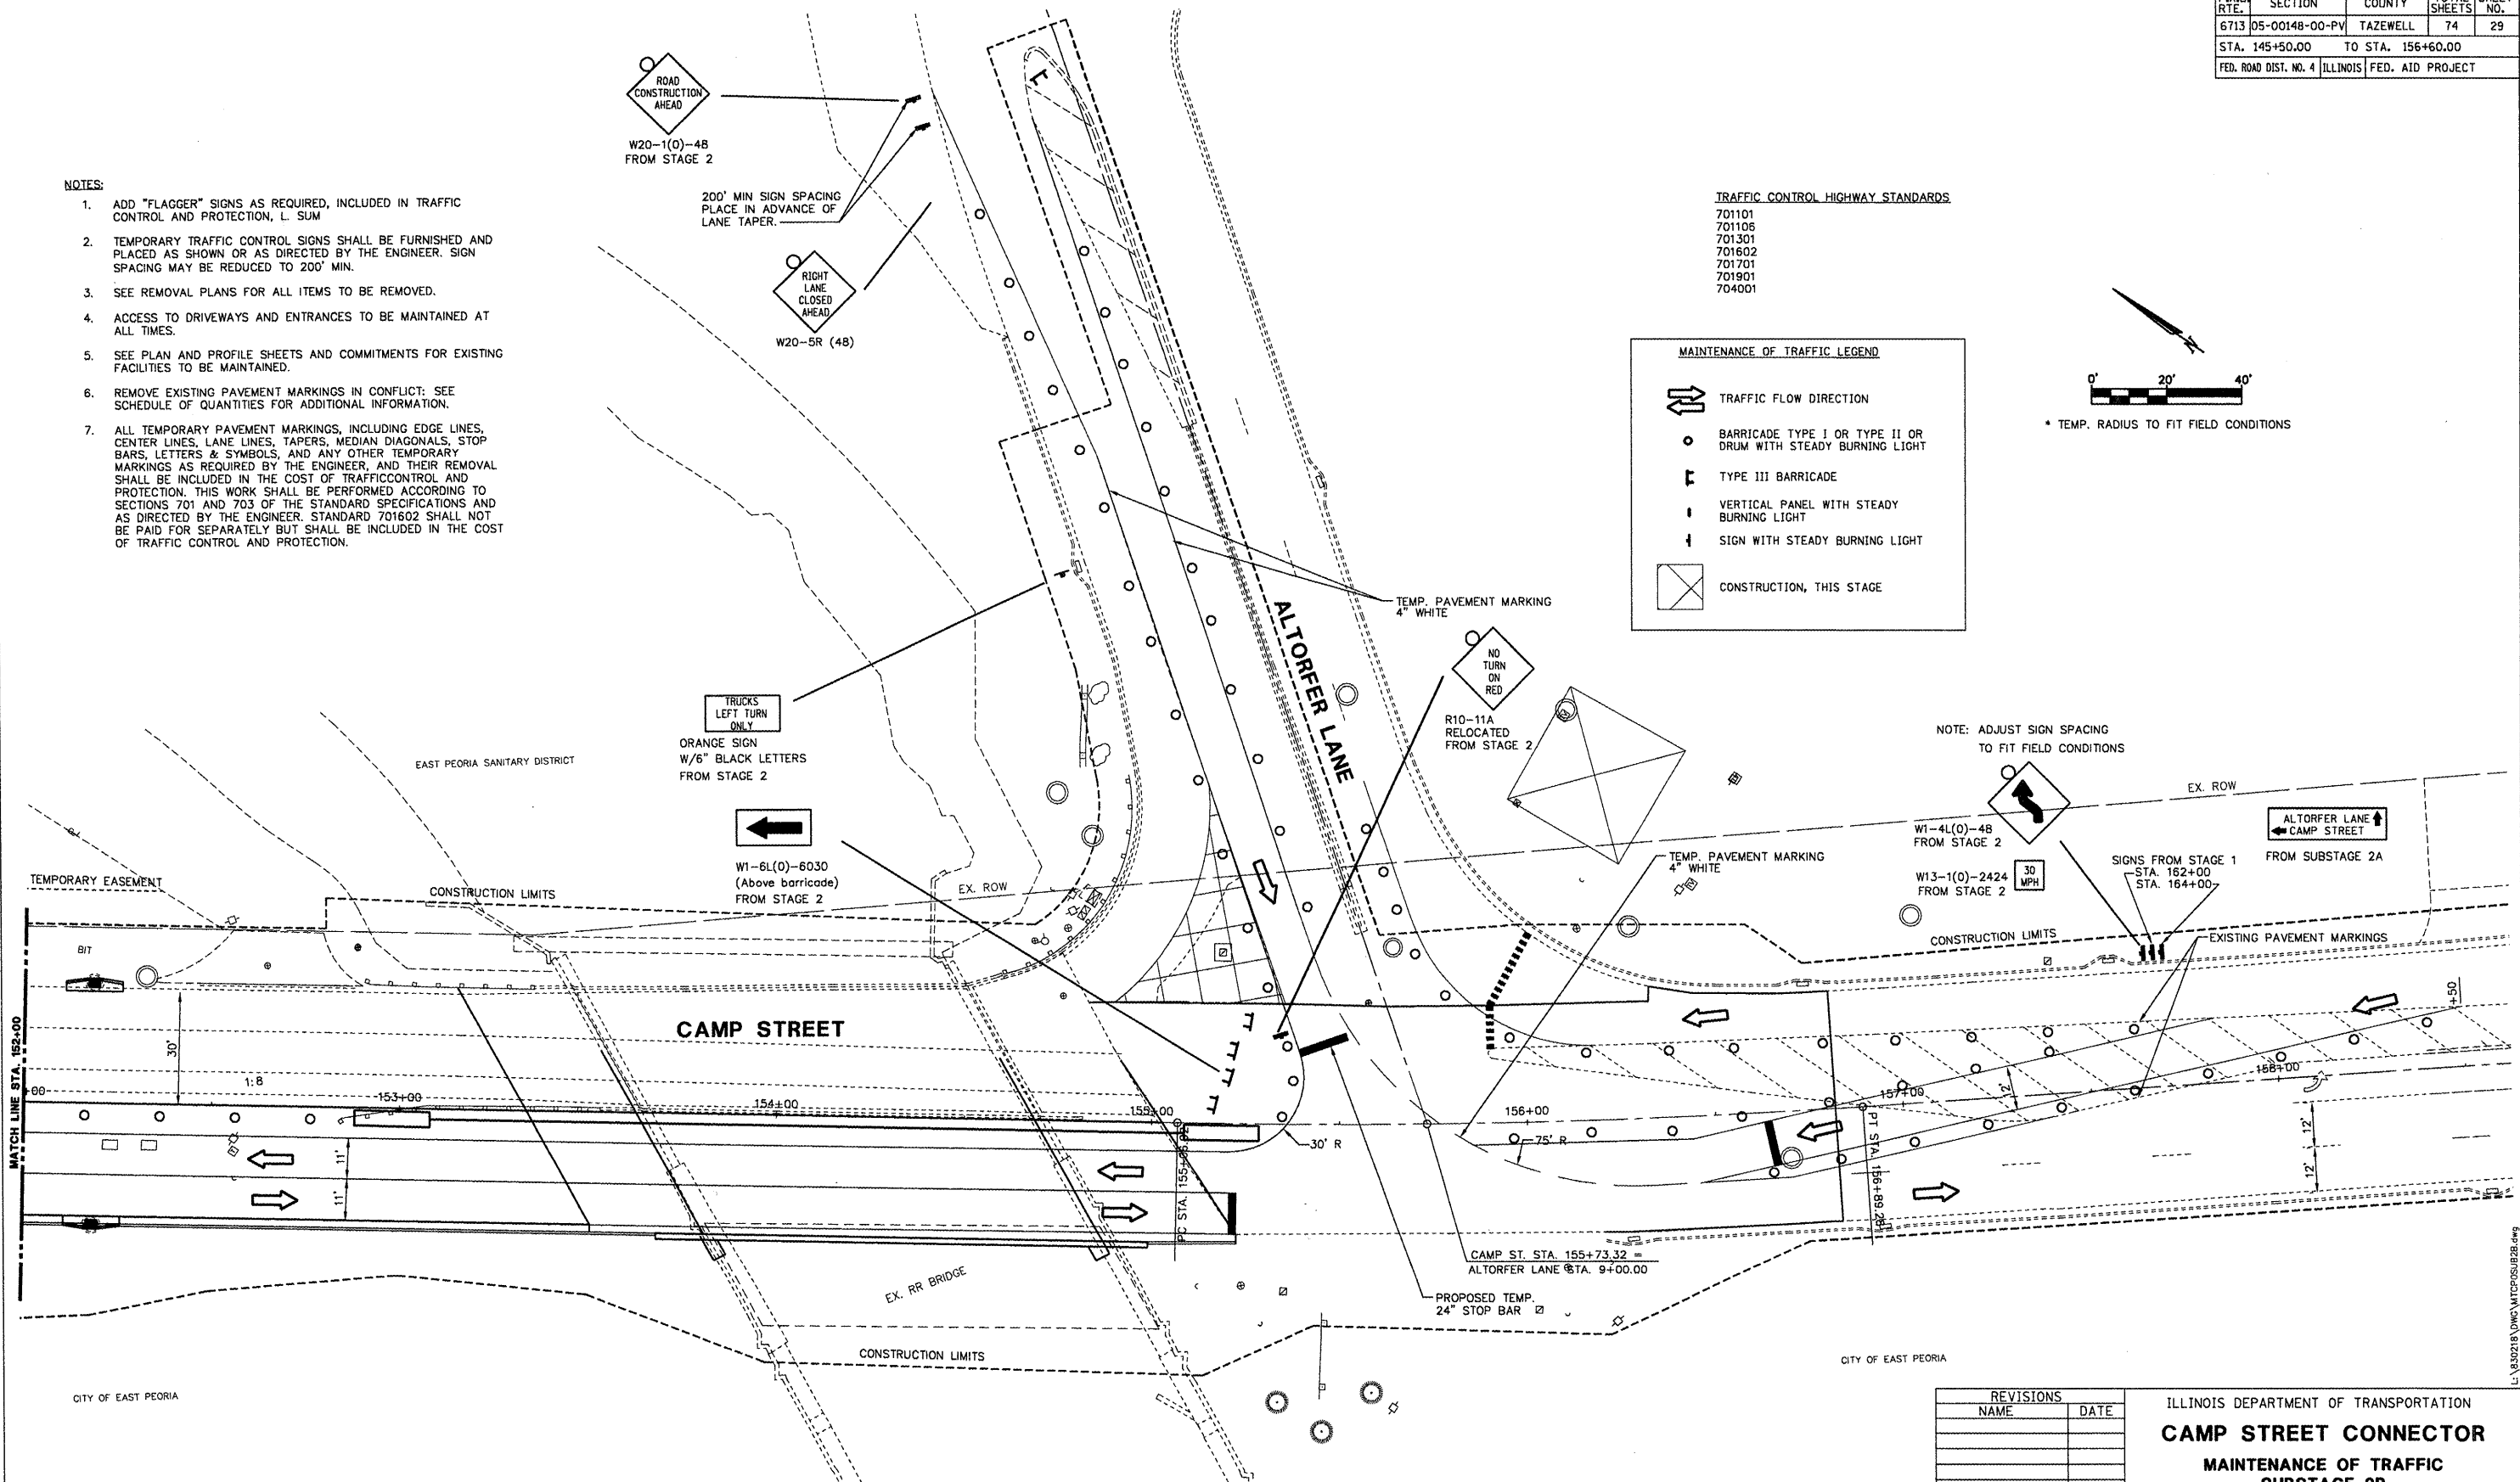 RTE.
SECTION
COUNTY
SHEETS
NO.
6713
05-00148-00-PV
TAZEWELL
74
29
STA. 145+50.00 TO STA. 156+60.00
FED. ROAD DIST. NO. 4
ILLINOIS
FED. AID PROJECT
ROAD
CONSTRUCTION
AHEAD
W20-1(O)-48
FROM STAGE 2
200' MIN SIGN SPACING
PLACE IN ADVANCE OF
LANE TAPER.
RIGHT
LANE
CLOSED
AHEAD
W20-5R (48)
NOTES:
1. ADD "FLAGGER" SIGNS AS REQUIRED, INCLUDED IN TRAFFIC
CONTROL AND PROTECTION, L. SUM
2. TEMPORARY TRAFFIC CONTROL SIGNS SHALL BE FURNISHED AND
PLACED AS SHOWN OR AS DIRECTED BY THE ENGINEER. SIGN
SPACING MAY BE REDUCED TO 200' MIN.
3. SEE REMOVAL PLANS FOR ALL ITEMS TO BE REMOVED.
4. ACCESS TO DRIVEWAYS AND ENTRANCES TO BE MAINTAINED AT
ALL TIMES.
5. SEE PLAN AND PROFILE SHEETS AND COMMITMENTS FOR EXISTING
FACILITIES TO BE MAINTAINED.
6. REMOVE EXISTING PAVEMENT MARKINGS IN CONFLICT: SEE
SCHEDULE OF QUANTITIES FOR ADDITIONAL INFORMATION.
7. ALL TEMPORARY PAVEMENT MARKINGS, INCLUDING EDGE LINES,
CENTER LINES, LANE LINES, TAPERS, MEDIAN DIAGONALS, STOP
BARS, LETTERS & SYMBOLS, AND ANY OTHER TEMPORARY
MARKINGS AS REQUIRED BY THE ENGINEER, AND THEIR REMOVAL
SHALL BE INCLUDED IN THE COST OF TRAFFICCONTROL AND
PROTECTION. THIS WORK SHALL BE PERFORMED ACCORDING TO
SECTIONS 701 AND 703 OF THE STANDARD SPECIFICATIONS AND
AS DIRECTED BY THE ENGINEER. STANDARD 701602 SHALL NOT
BE PAID FOR SEPARATELY BUT SHALL BE INCLUDED IN THE COST
OF TRAFFIC CONTROL AND PROTECTION.
TRAFFIC CONTROL HIGHWAY STANDARDS
701101
701106
701301
701602
701701
701901
704001
MAINTENANCE OF TRAFFIC LEGEND
TRAFFIC FLOW DIRECTION
BARRICADE TYPE I OR TYPE II OR
DRUM WITH STEADY BURNING LIGHT
TYPE III BARRICADE
VERTICAL PANEL WITH STEADY
BURNING LIGHT
SIGN WITH STEADY BURNING LIGHT
CONSTRUCTION, THIS STAGE
N
0' 20' 40'
* TEMP. RADIUS TO FIT FIELD CONDITIONS
TEMP. PAVEMENT MARKING
4" WHITE
ALTORFER LANE
NO
TURN
ON
RED
R10-11A
RELOCATED
FROM STAGE 2
TRUCKS
LEFT TURN
ONLY
ORANGE SIGN
W/6" BLACK LETTERS
FROM STAGE 2
EAST PEORIA SANITARY DISTRICT
W1-6L(O)-6030
(Above barricade)
FROM STAGE 2
NOTE: ADJUST SIGN SPACING
TO FIT FIELD CONDITIONS
EX. ROW
W1-4L(O)-48
FROM STAGE 2
W13-1(O)-2424
FROM STAGE 2
30
MPH
ALTORFER LANE
CAMP STREET
FROM SUBSTAGE 2A
SIGNS FROM STAGE 1
STA. 162+00
STA. 164+00
TEMP. PAVEMENT MARKING
4" WHITE
TEMPORARY EASEMENT
CONSTRUCTION LIMITS
EX. ROW
CONSTRUCTION LIMITS
EXISTING PAVEMENT MARKINGS
BIT
+50
CAMP STREET
MATCH LINE STA. 152+00
30'
1:8
+00
153+00
154+00
155+00
156+00
157+00
158+00
12'
12'
12'
11'
11'
30' R
75' R
PT STA. 156+89.28
CAMP ST. STA. 155+73.32 =
ALTORFER LANE STA. 9+00.00
PROPOSED TEMP.
24" STOP BAR
EX. RR BRIDGE
CONSTRUCTION LIMITS
CITY OF EAST PEORIA
CITY OF EAST PEORIA
REVISIONS
NAME
DATE
ILLINOIS DEPARTMENT OF TRANSPORTATION
CAMP STREET CONNECTOR
MAINTENANCE OF TRAFFIC